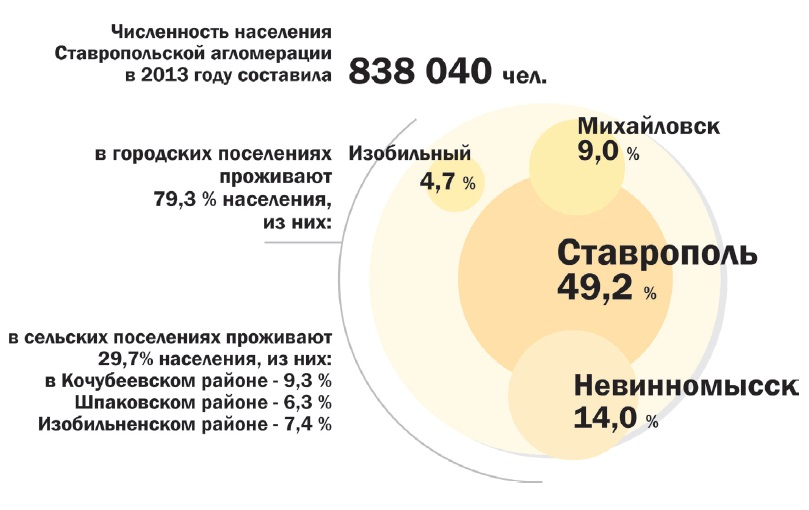 Численность населения
Ставропольской агломерации
в 2013 году составила 838 040 чел.
в городских поселениях
проживают
79,3 % населения,
из них:
Изобильный
4,7 %
Михайловск
9,0 %
Ставрополь
49,2 %
Невинномысск
14,0 %
в сельских поселениях проживают
29,7% населения, из них:
в Кочубеевском районе - 9,3 %
Шпаковском районе - 6,3 %
Изобильненском районе - 7,4 %